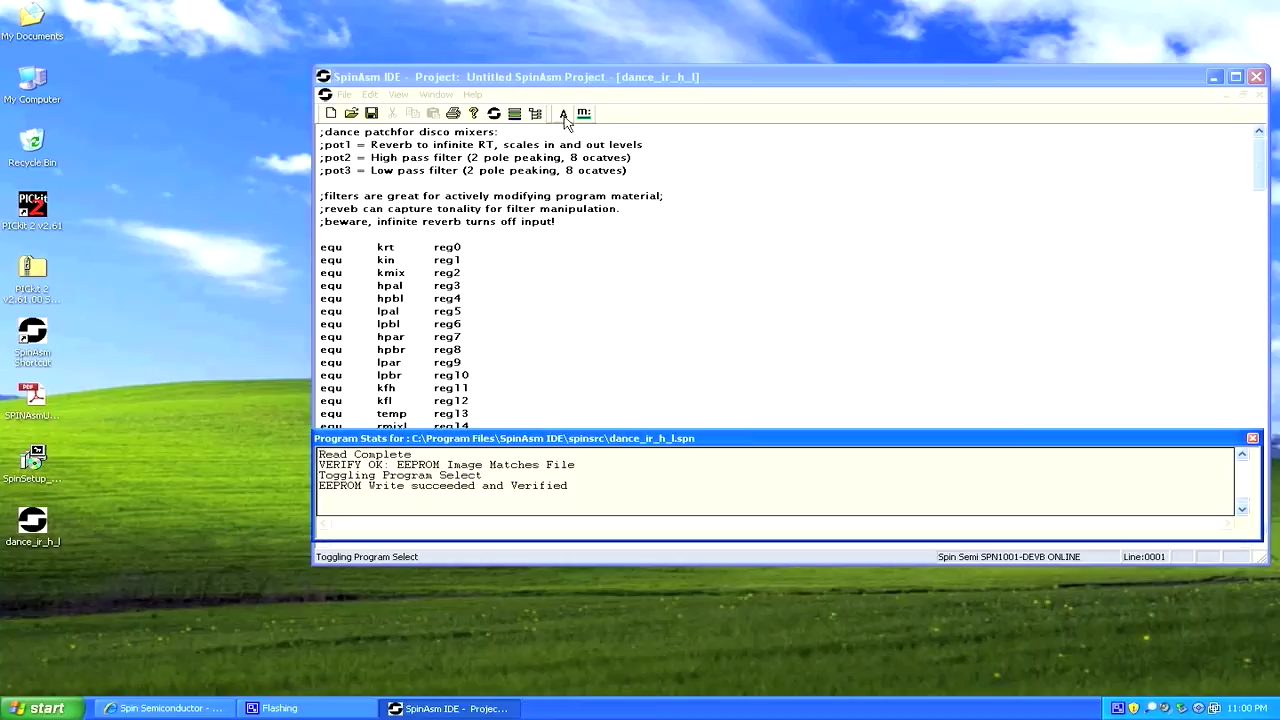 My Documents
My Computer
Recycle Bin
PICkit 2 v2.61
PICkit 2
v2.61.00 S...
SpinAsm
Shortcut
SPINAsmU...
SpinSetup_...
dance_ir_h_l
SpinAsm IDE - Project: Untitled SpinAsm Project - [dance_ir_h_l]
File Edit View Window Help
A m:
;dance patchfor disco mixers:
;pot1 = Reverb to infinite RT, scales in and out levels
;pot2 = High pass filter (2 pole peaking, 8 ocatves)
;pot3 = Low pass filter (2 pole peaking, 8 ocatves)
;filters are great for actively modifying program material;
;reveb can capture tonality for filter manipulation.
;beware, infinite reverb turns off input!
equ krt reg0
equ kin reg1
equ kmix reg2
equ hpal reg3
equ hpbl reg4
equ lpal reg5
equ lpbl reg6
equ hpar reg7
equ hpbr reg8
equ lpar reg9
equ lpbr reg10
equ kfh reg11
equ kfl reg12
equ temp reg13
equ rmixl reg14
Program Stats for : C:\Program Files\SpinAsm IDE\spinsrc\dance_ir_h_l.spn
Read Complete
VERIFY OK: EEPROM Image Matches File
Toggling Program Select
EEPROM Write succeeded and Verified
Toggling Program Select Spin Semi SPN1001-DEVB ONLINE Line:0001
start Spin Semiconductor - ... Flashing SpinAsm IDE - Projec... 11:00 PM